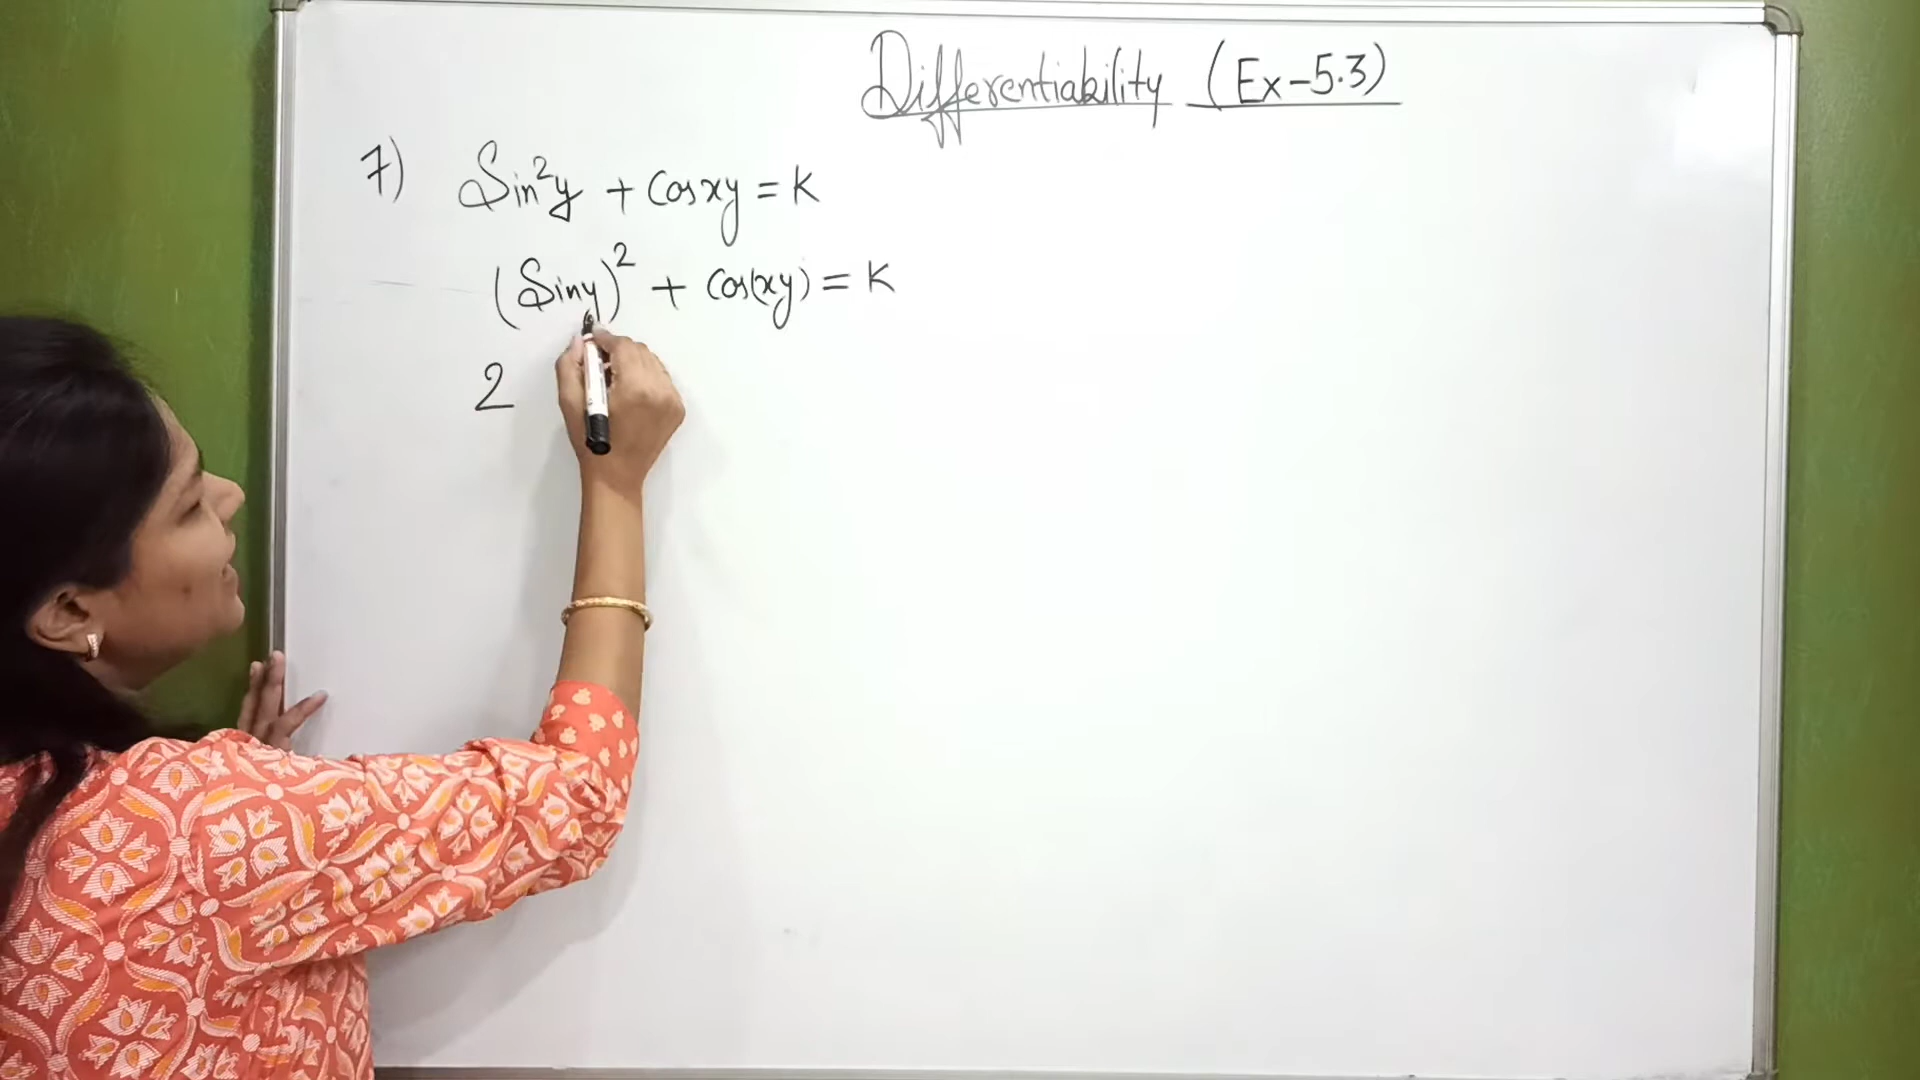 Differentiability (Ex-5.3)
7) Sin²y + Cosxy = K
(Siny)² + Cos(xy) = K
2